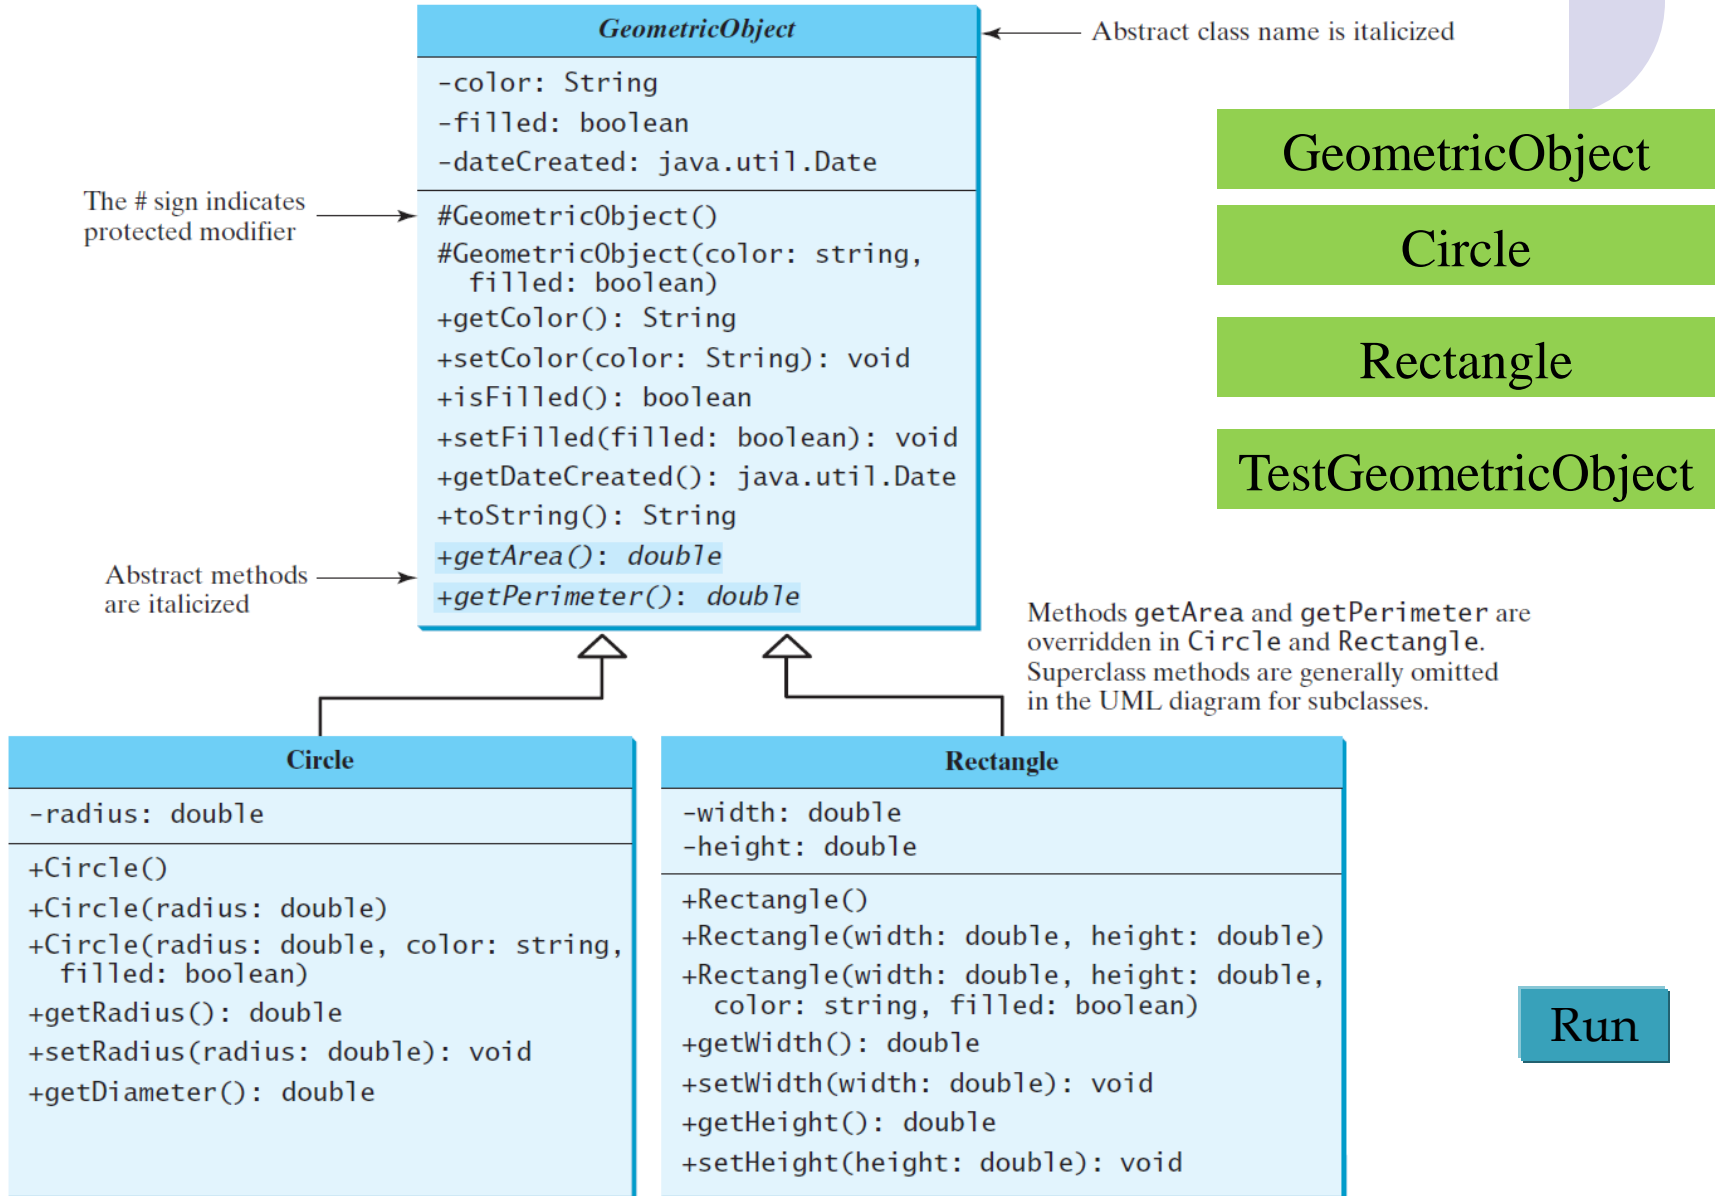 GeometricObject
Abstract class name is italicized
-color: String
-filled: boolean
-dateCreated: java.util.Date
The # sign indicates
protected modifier
#GeometricObject()
#GeometricObject(color: string,
filled: boolean)
+getColor(): String
+setColor(color: String): void
+isFilled(): boolean
+setFilled(filled: boolean): void
+getDateCreated(): java.util.Date
+toString(): String
+getArea(): double
+getPerimeter(): double
Abstract methods
are italicized
GeometricObject
Circle
Rectangle
TestGeometricObject
Methods getArea and getPerimeter are
overridden in Circle and Rectangle.
Superclass methods are generally omitted
in the UML diagram for subclasses.
Circle
-radius: double
+Circle()
+Circle(radius: double)
+Circle(radius: double, color: string,
filled: boolean)
+getRadius(): double
+setRadius(radius: double): void
+getDiameter(): double
Rectangle
-width: double
-height: double
+Rectangle()
+Rectangle(width: double, height: double)
+Rectangle(width: double, height: double,
color: string, filled: boolean)
+getWidth(): double
+setWidth(width: double): void
+getHeight(): double
+setHeight(height: double): void
Run